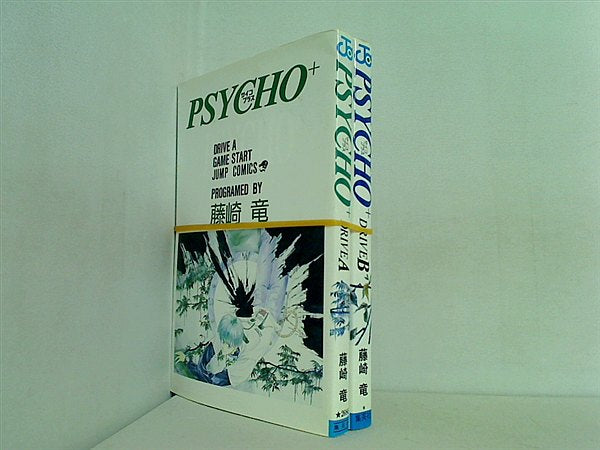 PSYCHO+
サイコプラス
DRIVE A
GAME START
JUMP COMICS
PROGRAMED BY
藤崎 竜
PSYCHO+
DRIVE A
藤崎 竜
PSYCHO+
DRIVE B
藤崎 竜